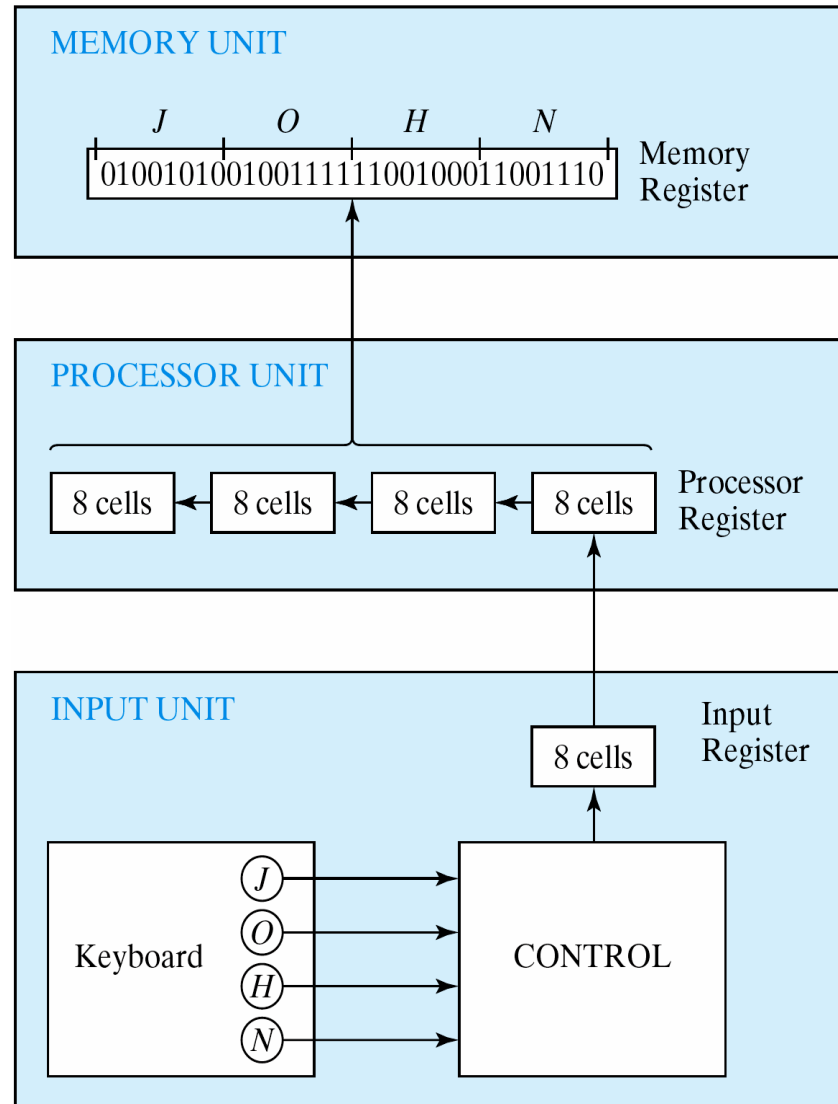 MEMORY UNIT
J O H N
01001010010011111100100011001110
Memory
Register
PROCESSOR UNIT
8 cells 8 cells 8 cells 8 cells
Processor
Register
INPUT UNIT
Input
Register
8 cells
J
O
Keyboard
CONTROL
H
N